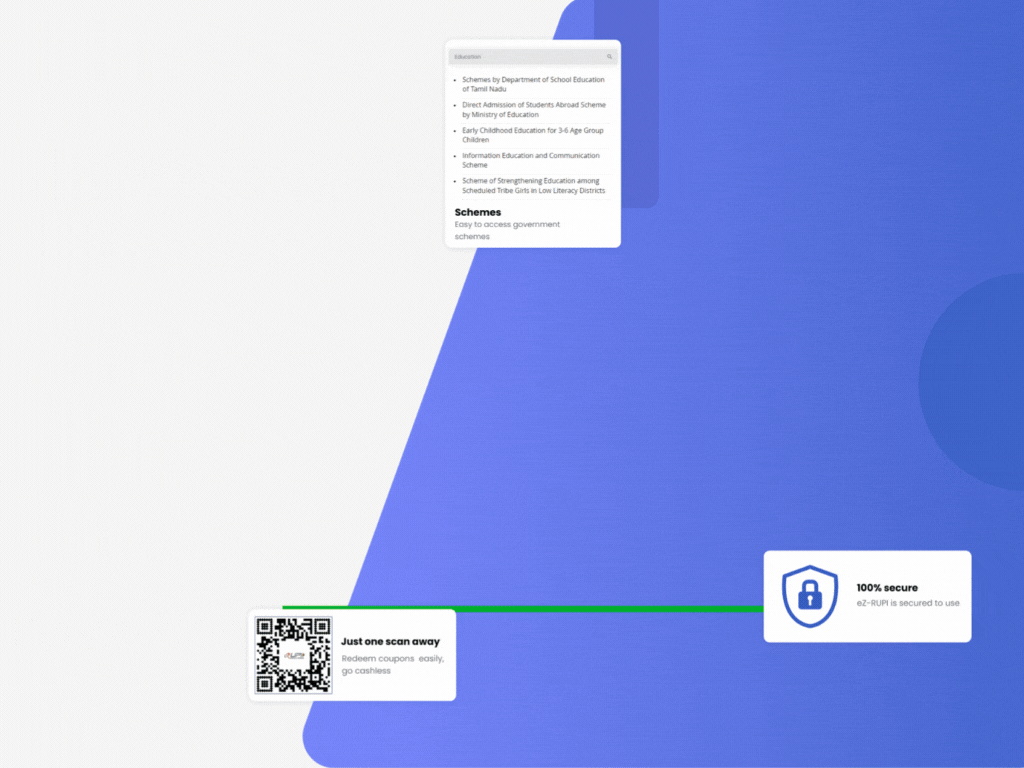 Education
Schemes by Department of School Education
of Tamil Nadu
Direct Admission of Students Abroad Scheme
by Ministry of Education
Early Childhood Education for 3-6 Age Group
Children
Information Education and Communication
Scheme
Scheme of Strengthening Education among
Scheduled Tribe Girls in Low Literacy Districts
Schemes
Easy to access government
schemes
100% secure
eZ-RUPI is secured to use
Just one scan away
Redeem coupons easily,
go cashless